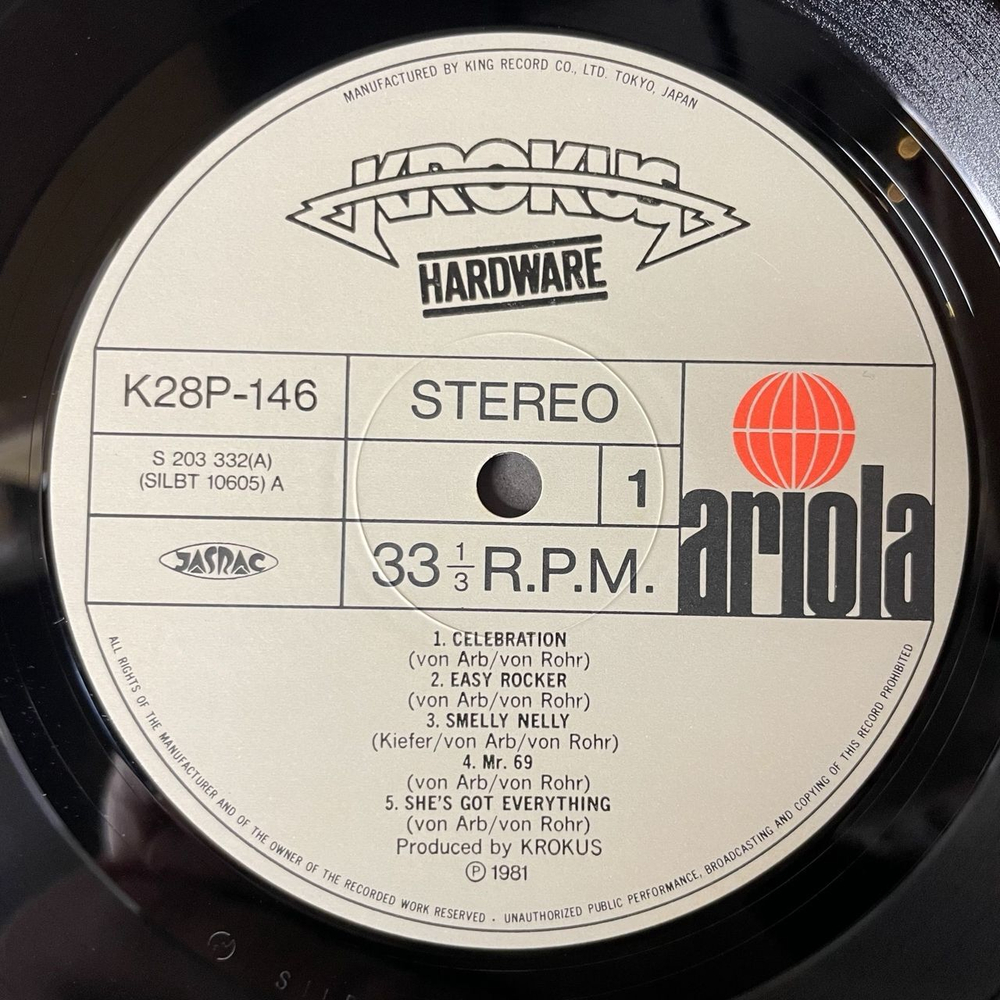 MANUFACTURED BY KING RECORD CO., LTD. TOKYO, JAPAN
KROKUS
HARDWARE
K28P-146
STEREO
S 203 332(A)
(SILBT 10605) A
1
ariola
JASRAC
33 1/3 R.P.M.
1. CELEBRATION
(von Arb/von Rohr)
2. EASY ROCKER
(von Arb/von Rohr)
3. SMELLY NELLY
(Kiefer/von Arb/von Rohr)
4. Mr. 69
(von Arb/von Rohr)
5. SHE'S GOT EVERYTHING
(von Arb/von Rohr)
Produced by KROKUS
Ⓟ 1981
ALL RIGHTS OF THE MANUFACTURER AND OF THE OWNER OF THE RECORDED WORK RESERVED . UNAUTHORIZED PUBLIC PERFORMANCE, BROADCASTING AND COPYING OF THIS RECORD PROHIBITED